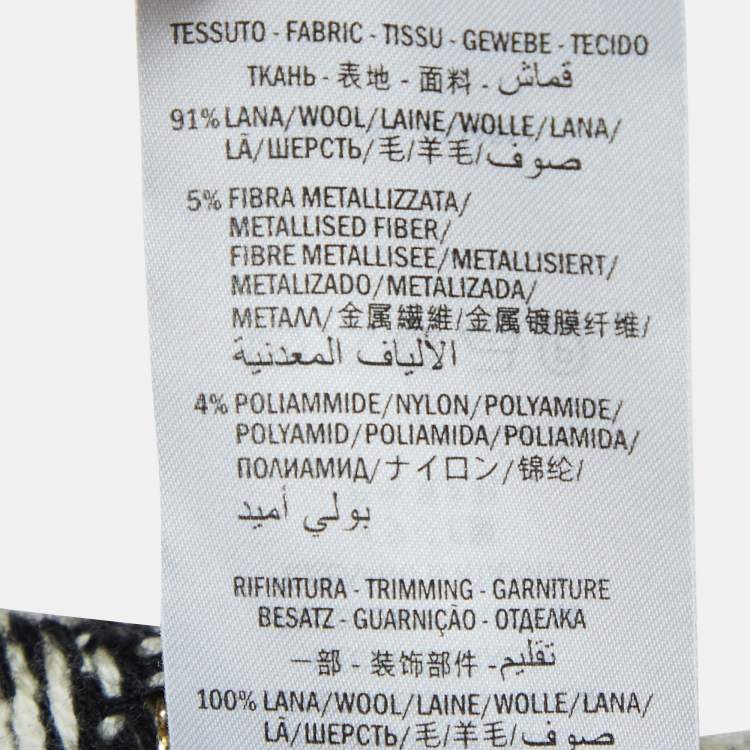 TESSUTO - FABRIC - TISSU - GEWEBE - TECIDO
ТКАНЬ - 表地 - 面料 - قماش
91% LANA/WOOL/LAINE/WOLLE/LANA/
LÃ/ШЕРСТЬ/毛/羊毛/صوف
5% FIBRA METALLIZZATA/
METALLISED FIBER/
FIBRE METALLISEE/METALLISIERT/
METALIZADO/METALIZADA/
МЕТАЛЛ/金属繊維/金属镀膜纤维/
الألياف المعدنية
4% POLIAMMIDE/NYLON/POLYAMIDE/
POLYAMID/POLIAMIDA/POLIAMIDA/
ПОЛИАМИД/ナイロン/锦纶/
بولي أميد
RIFINITURA - TRIMMING - GARNITURE
BESATZ - GUARNIÇÃO - ОТДЕЛКА
一部 - 装饰部件 - تقليم
100% LANA/WOOL/LAINE/WOLLE/LANA/
LÃ/ШЕРСТЬ/毛/羊毛/صوف